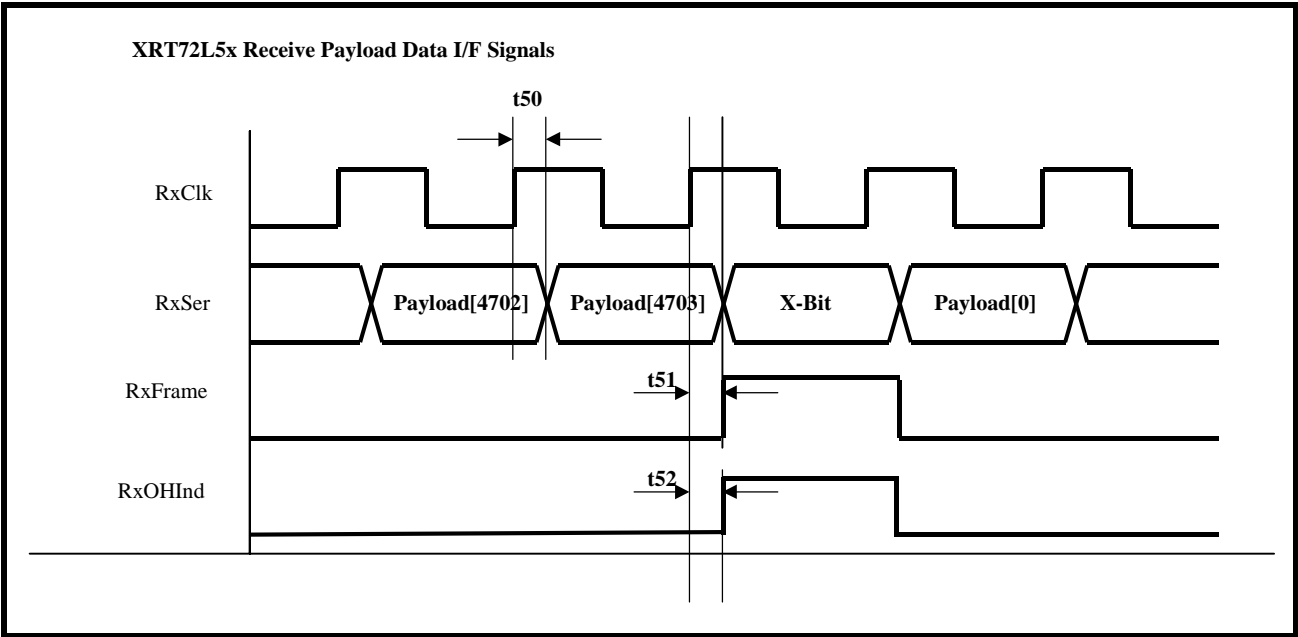 XRT72L5x Receive Payload Data I/F Signals
t50
RxClk
RxSer
Payload[4702]
Payload[4703]
X-Bit
Payload[0]
RxFrame
t51
RxOHInd
t52